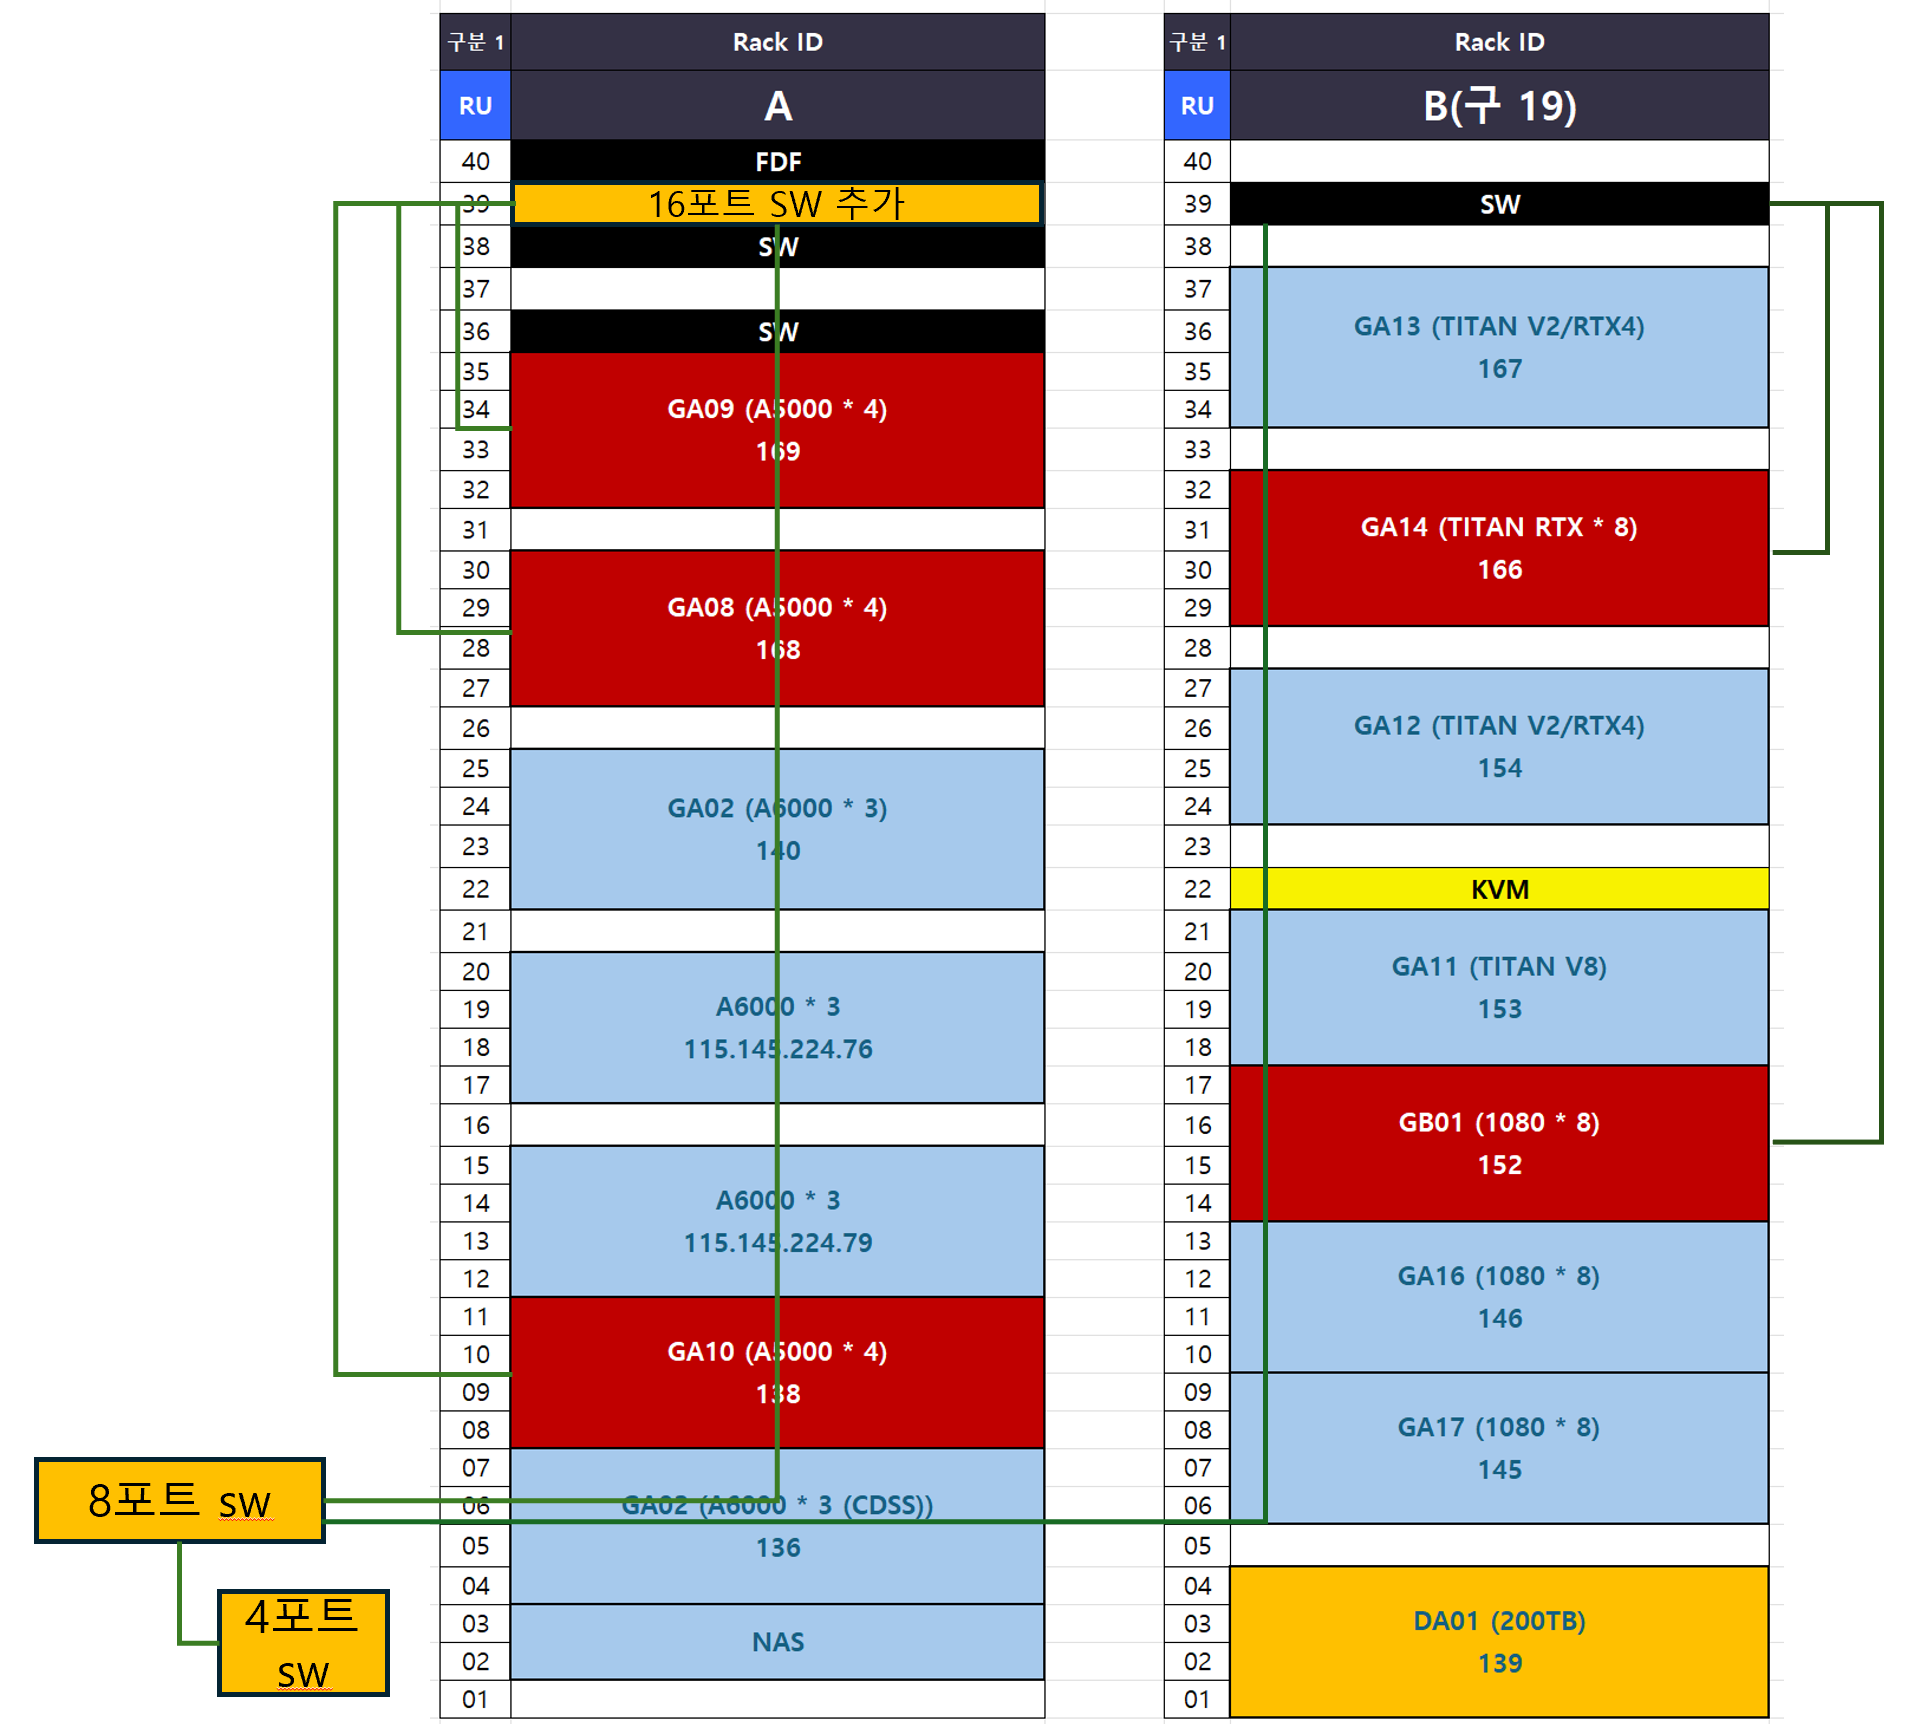 구분 1
Rack ID
RU
A
40
FDF
39
16포트 SW 추가
38
SW
37
36
SW
35
34
GA09 (A5000 * 4)
33
169
32
31
30
29
GA08 (A5000 * 4)
28
168
27
26
25
24
GA02 (A6000 * 3)
23
140
22
21
20
19
A6000 * 3
18
115.145.224.76
17
16
15
14
A6000 * 3
13
115.145.224.79
12
11
10
GA10 (A5000 * 4)
09
138
08
07
06
GA02 (A6000 * 3 (CDSS))
05
136
04
03
NAS
02
01
8포트 sw
4포트
sw
구분 1
Rack ID
RU
B(구 19)
40
39
SW
38
37
36
GA13 (TITAN V2/RTX4)
35
167
34
33
32
31
GA14 (TITAN RTX * 8)
30
166
29
28
27
26
GA12 (TITAN V2/RTX4)
25
154
24
23
22
KVM
21
20
GA11 (TITAN V8)
19
153
18
17
16
GB01 (1080 * 8)
15
152
14
13
12
GA16 (1080 * 8)
11
146
10
09
08
GA17 (1080 * 8)
07
145
06
05
04
03
DA01 (200TB)
02
139
01